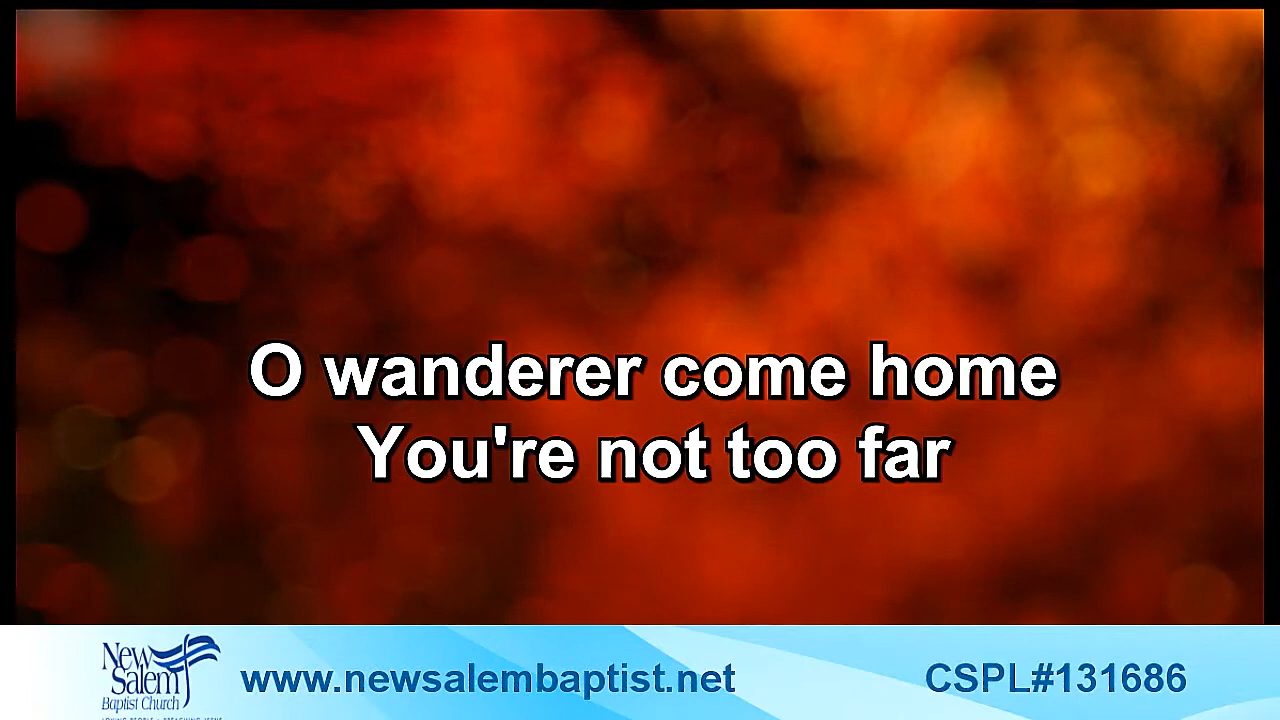 O wanderer come home
You're not too far
New
Salem
Baptist Church
www.newsalembaptist.net
CSPL#131686